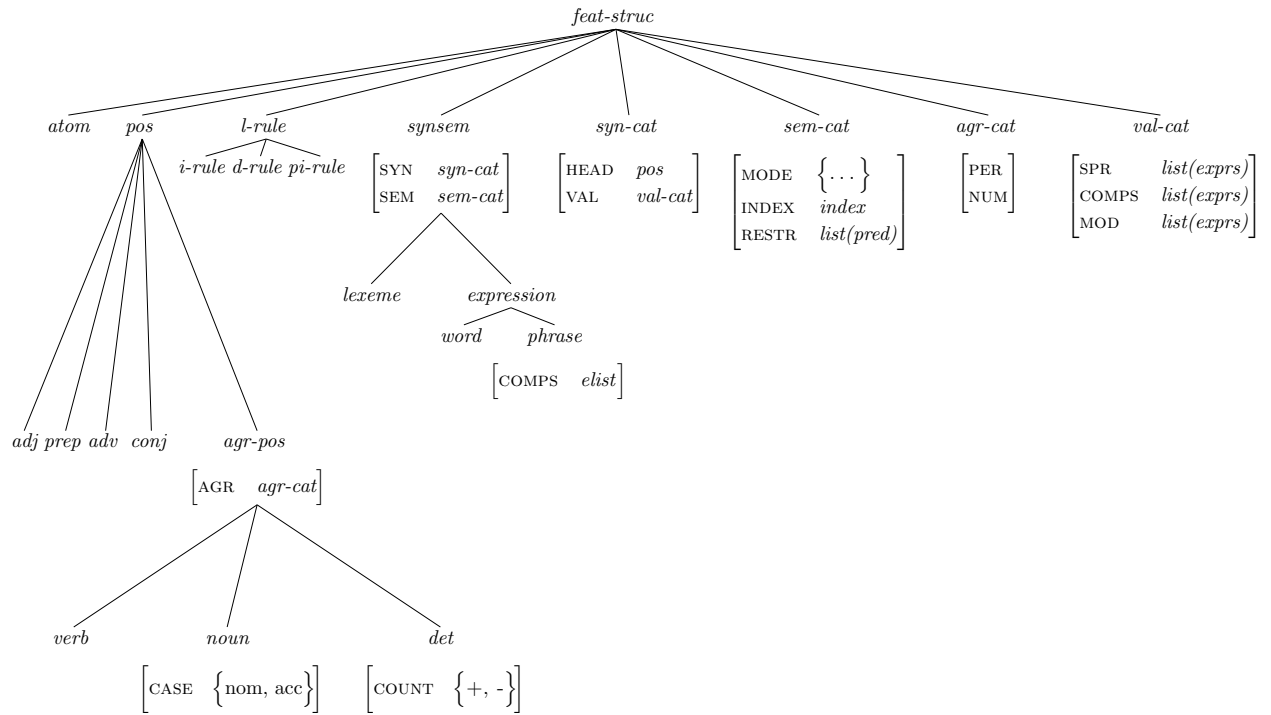 feat-struc
atom pos l-rule synsem syn-cat sem-cat agr-cat val-cat
i-rule d-rule pi-rule
[SYN syn-cat
SEM sem-cat]
[HEAD pos
VAL val-cat]
[MODE {...}
INDEX index
RESTR list(pred)]
[PER
NUM]
[SPR list(exprs)
COMPS list(exprs)
MOD list(exprs)]
lexeme expression
word phrase
[COMPS elist]
adj prep adv conj agr-pos
[AGR agr-cat]
verb noun det
[CASE {nom, acc}] [COUNT {+, -}]